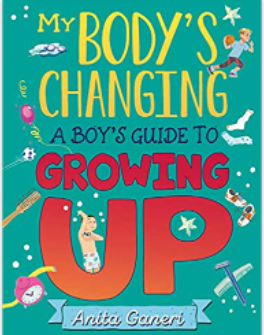 My
BODY'S
CHANGING
A BOY'S GUIDE TO
GROWING
UP
Anita Ganeri